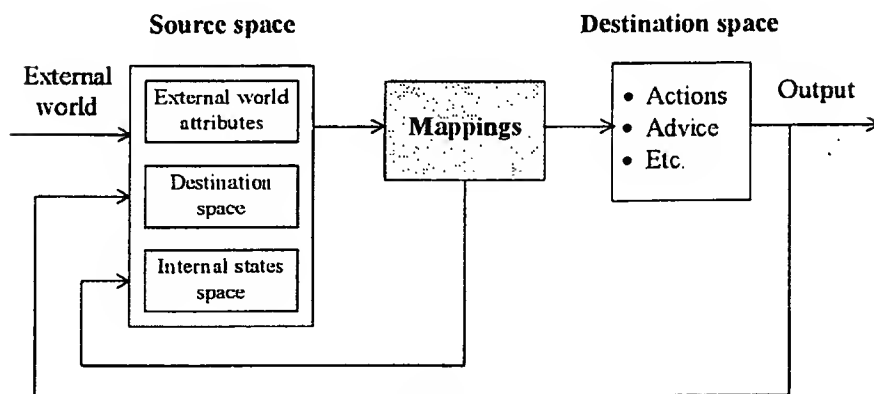 Source space
Destination space
External
world
External world
attributes
Destination
space
Internal states
space
Mappings
• Actions
• Advice
• Etc.
Output